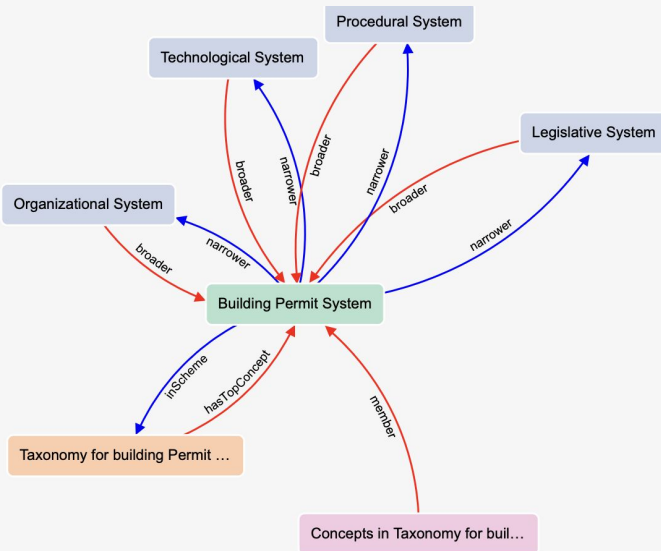 Procedural System
Technological System
Legislative System
broader
narrower
broader
narrower
broader
Organizational System
narrower
broader
narrower
Building Permit System
inScheme
hasTopConcept
member
Taxonomy for building Permit ...
Concepts in Taxonomy for buil...